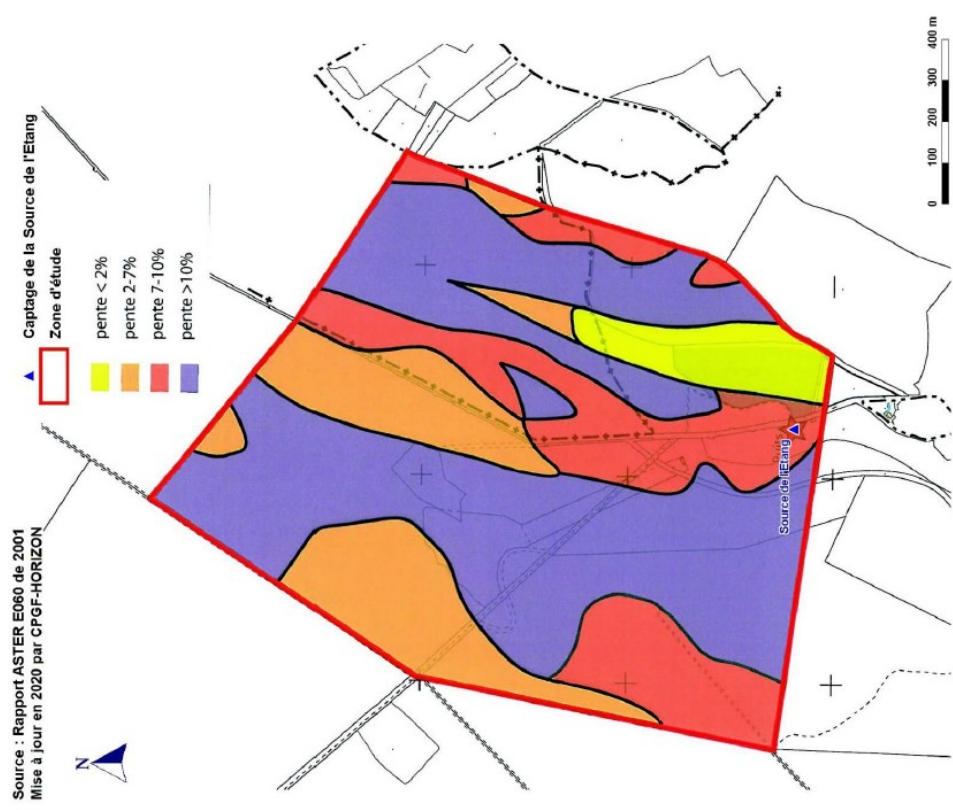 Source : Rapport ASTER E060 de 2001
Mise à jour en 2020 par CPGF-HORIZON
N
Captage de la Source de l'Etang
Zone d'étude
pente < 2%
pente 2-7%
pente 7-10%
pente >10%
Source de l'Etang
0 100 200 300 400 m